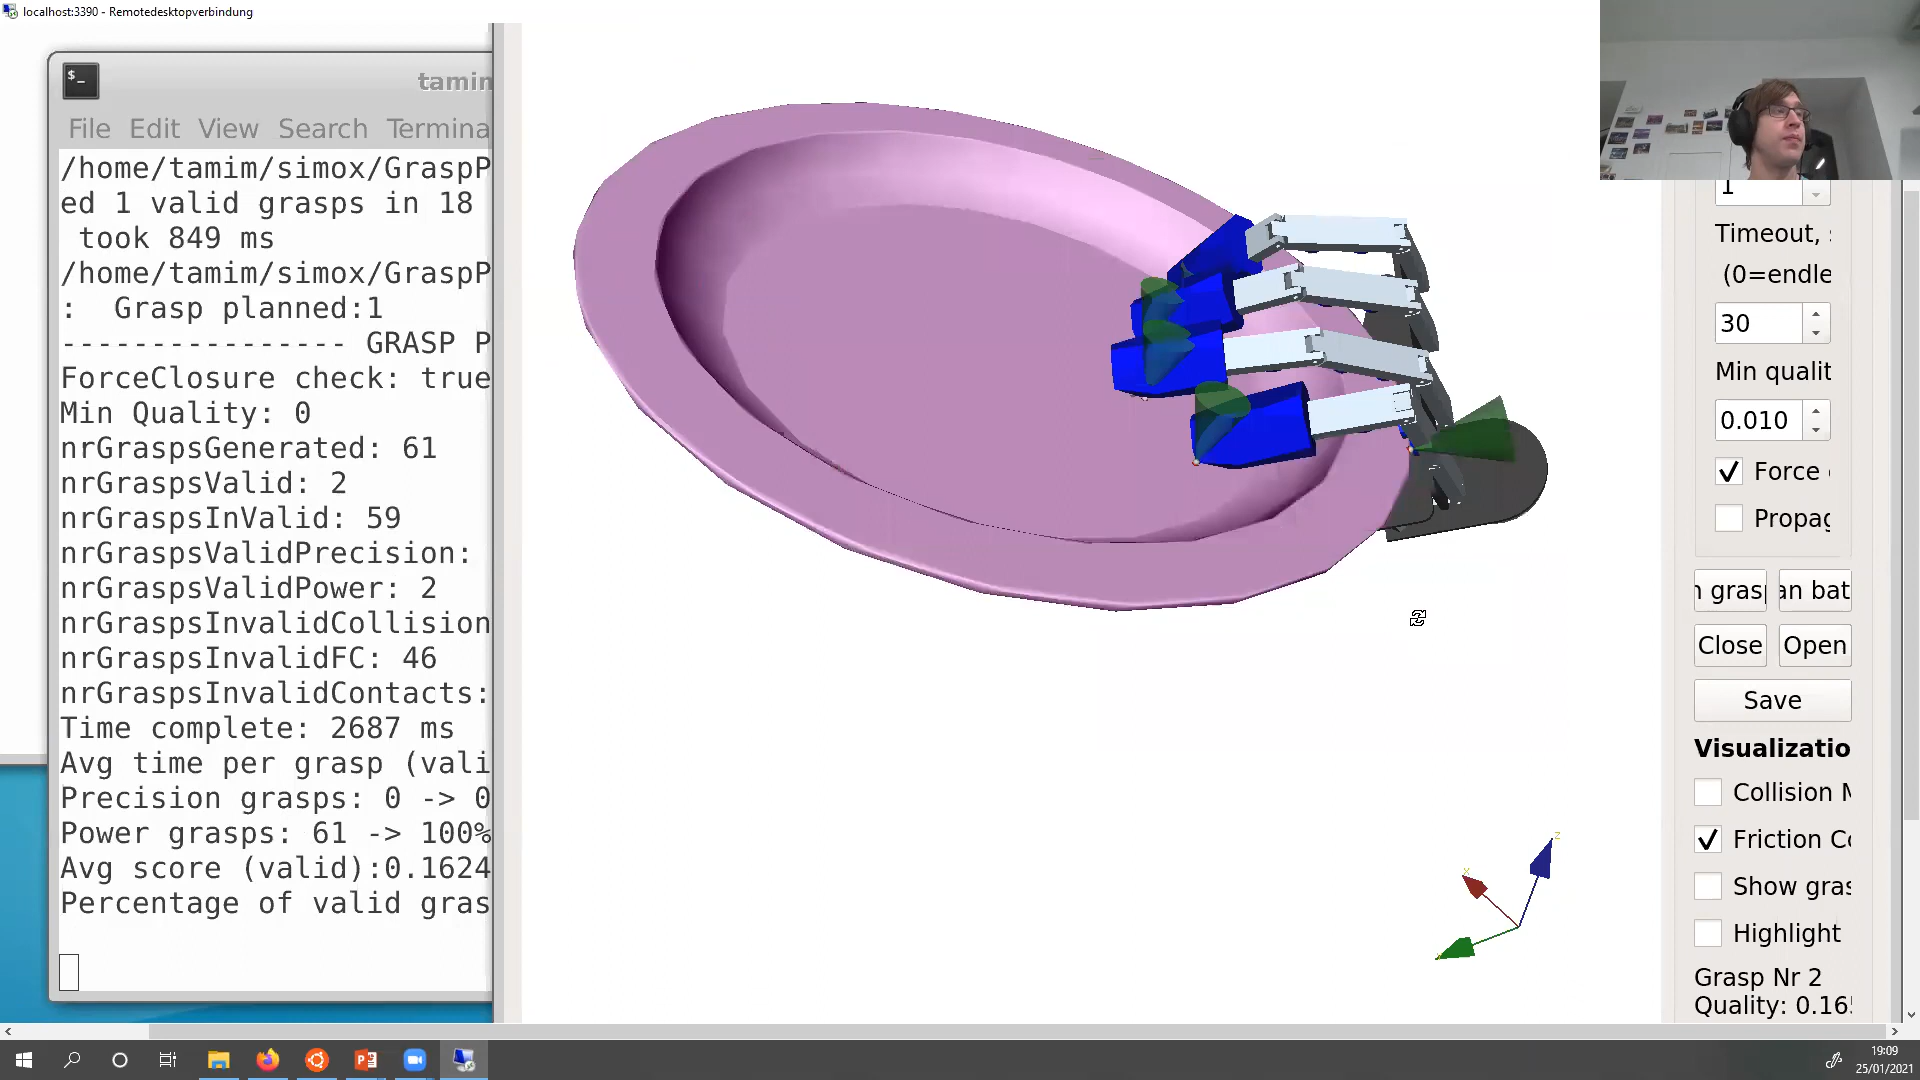 localhost:3390 - Remotedesktopverbindung
tamin
File Edit View Search Termina
/home/tamim/simox/GraspP
ed 1 valid grasps in 18
took 849 ms
/home/tamim/simox/GraspP
: Grasp planned:1
---------------- GRASP P
ForceClosure check: true
Min Quality: 0
nrGraspsGenerated: 61
nrGraspsValid: 2
nrGraspsInValid: 59
nrGraspsValidPrecision:
nrGraspsValidPower: 2
nrGraspsInvalidCollision
nrGraspsInvalidFC: 46
nrGraspsInvalidContacts:
Time complete: 2687 ms
Avg time per grasp (vali
Precision grasps: 0 -> 0
Power grasps: 61 -> 100%
Avg score (valid):0.1624
Percentage of valid gras
z
x
1
Timeout, :
(0=endle
30
Min qualit
0.010
Force
Propag
n grasp
an bat
Close
Open
Save
Visualizatio
Collision M
Friction Co
Show gras
Highlight
Grasp Nr 2
Quality: 0.165
19:09
25/01/2021